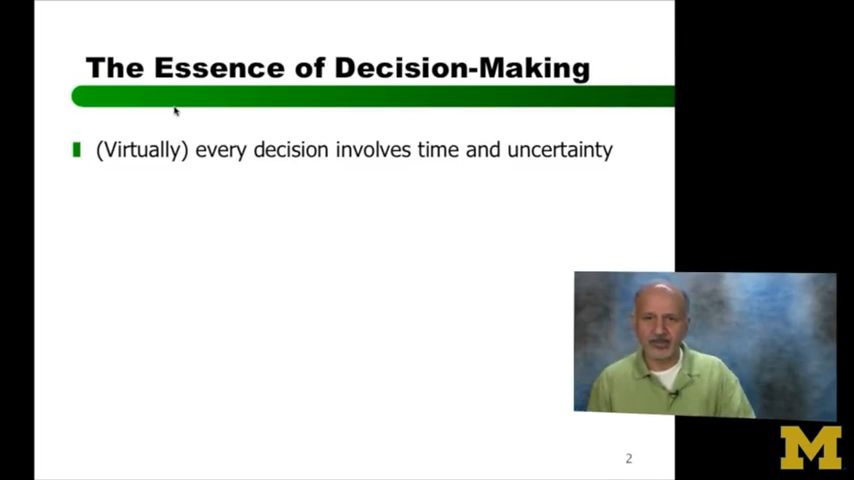 The Essence of Decision-Making
(Virtually) every decision involves time and uncertainty
2
M